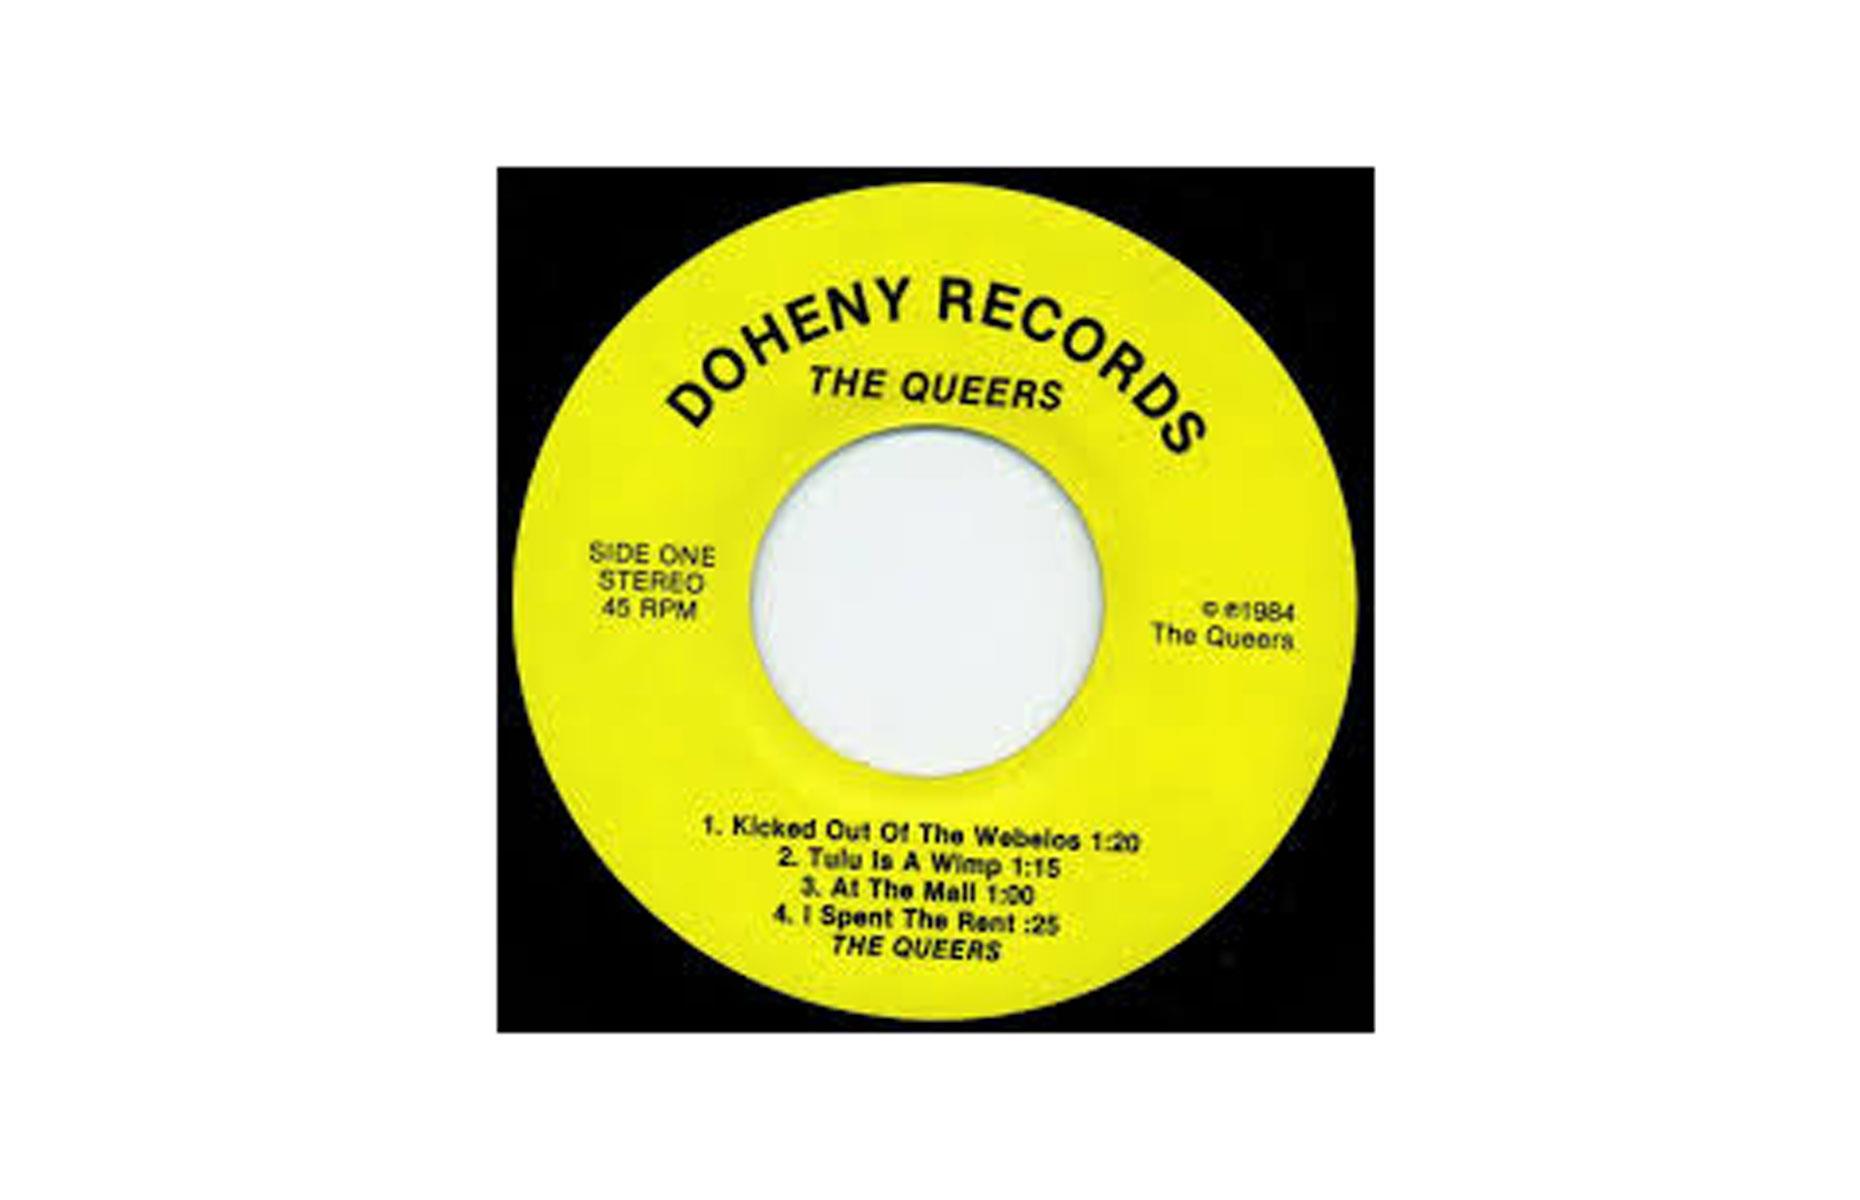 DOHENY RECORDS
THE QUEERS
SIDE ONE
STEREO
45 RPM
© ℗1984
The Queers
1. Kicked Out Of The Webelos 1:20
2. Tulu Is A Wimp 1:15
3. At The Mall 1:00
4. I Spent The Rent :25
THE QUEERS